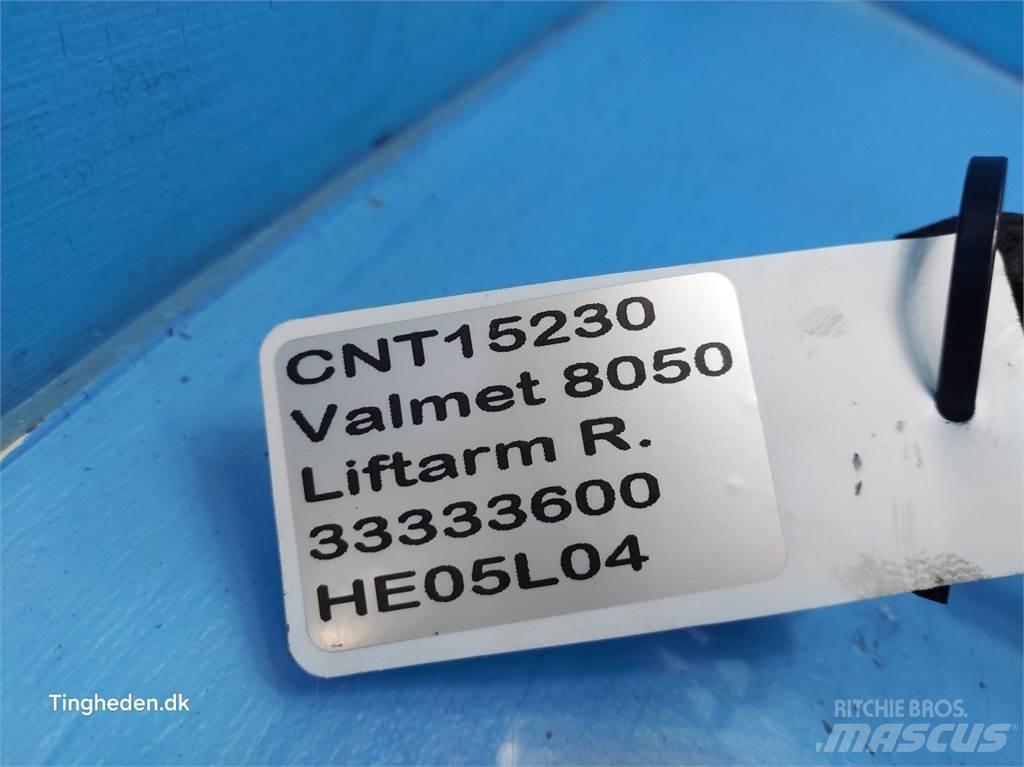 CNT15230
Valmet 8050
Liftarm R.
33333600
HE05L04
Tingheden.dk
RITCHIE BROS.
MASCUS